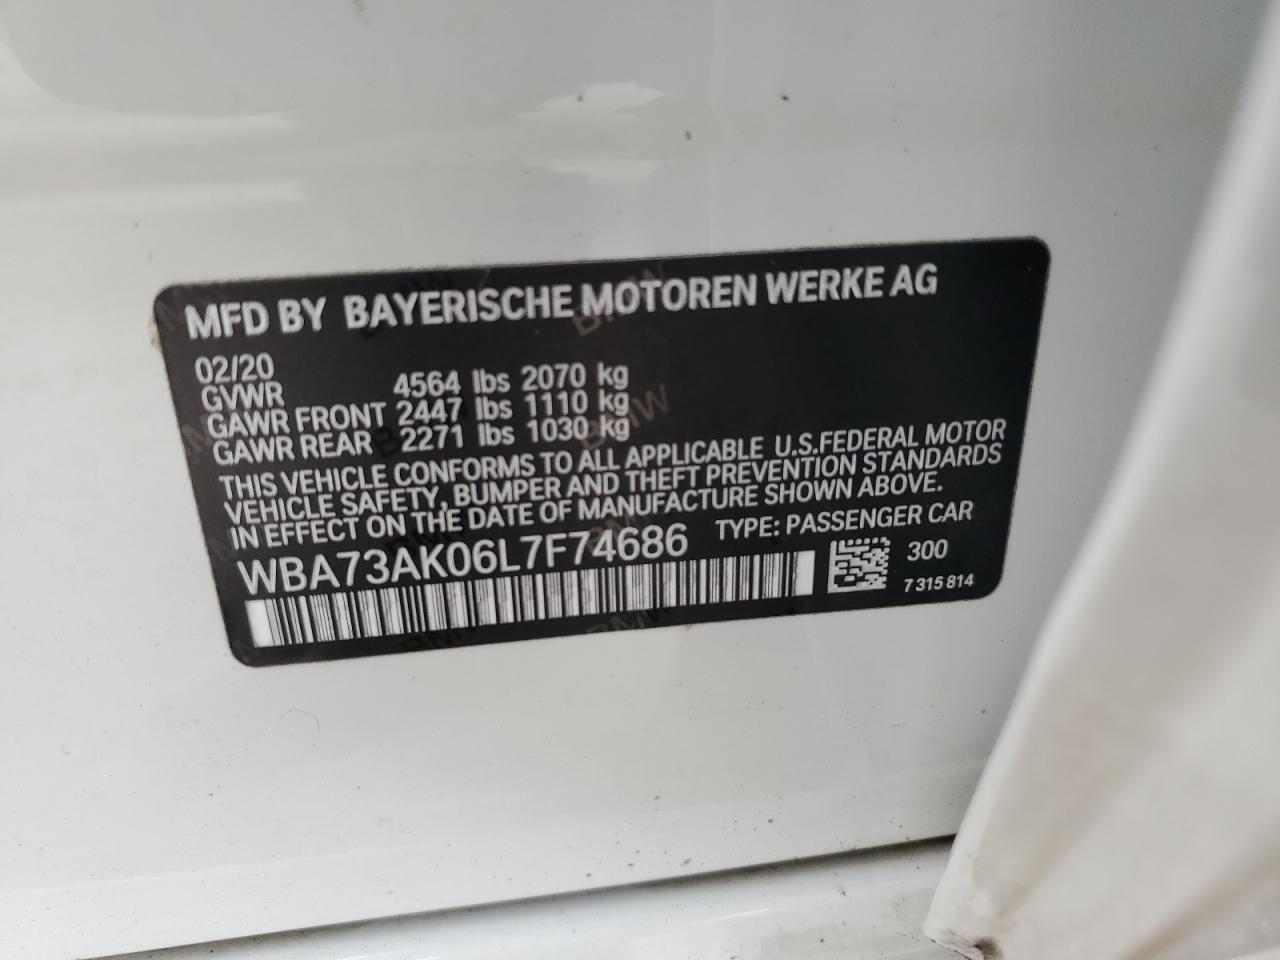 MFD BY BAYERISCHE MOTOREN WERKE AG
02/20
GVWR 4564 lbs 2070 kg
GAWR FRONT 2447 lbs 1110 kg
GAWR REAR 2271 lbs 1030 kg
THIS VEHICLE CONFORMS TO ALL APPLICABLE U.S.FEDERAL MOTOR
VEHICLE SAFETY, BUMPER AND THEFT PREVENTION STANDARDS
IN EFFECT ON THE DATE OF MANUFACTURE SHOWN ABOVE.
WBA73AK06L7F74686 TYPE: PASSENGER CAR
300
7 315 814